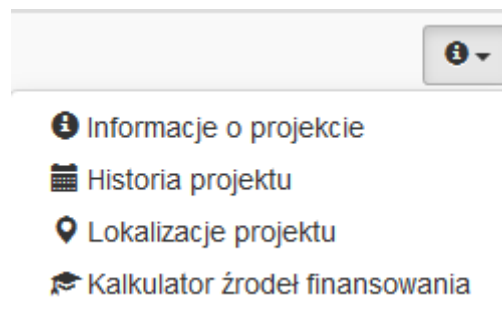 Informacje o projekcie
Historia projektu
Lokalizacje projektu
Kalkulator źrodeł finansowania